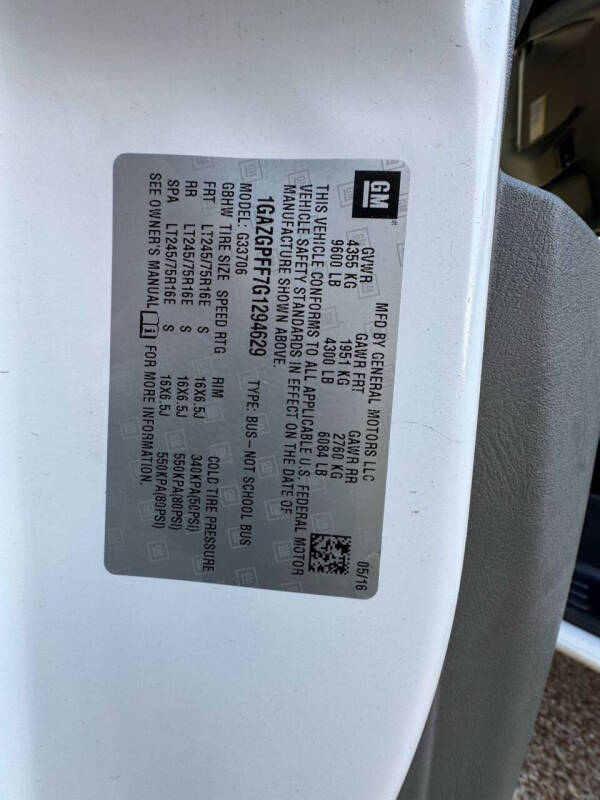 GM
MFD BY GENERAL MOTORS LLC 05/16
GVWR GAWR FRT GAWR RR
4355 KG 1951 KG 2760 KG
9600 LB 4300 LB 6084 LB
THIS VEHICLE CONFORMS TO ALL APPLICABLE U.S. FEDERAL MOTOR
VEHICLE SAFETY STANDARDS IN EFFECT ON THE DATE OF
MANUFACTURE SHOWN ABOVE.
1GAZGPFF7G1294629 TYPE: BUS-NOT SCHOOL BUS
MODEL: G33706
GBHW TIRE SIZE SPEED RTG RIM COLD TIRE PRESSURE
FRT LT245/75R16E S 16X6.5J 340KPA(50PSI)
RR LT245/75R16E S 16X6.5J 550KPA(80PSI)
SPA LT245/75R16E S 16X6.5J 550KPA(80PSI)
SEE OWNER'S MANUAL i FOR MORE INFORMATION.